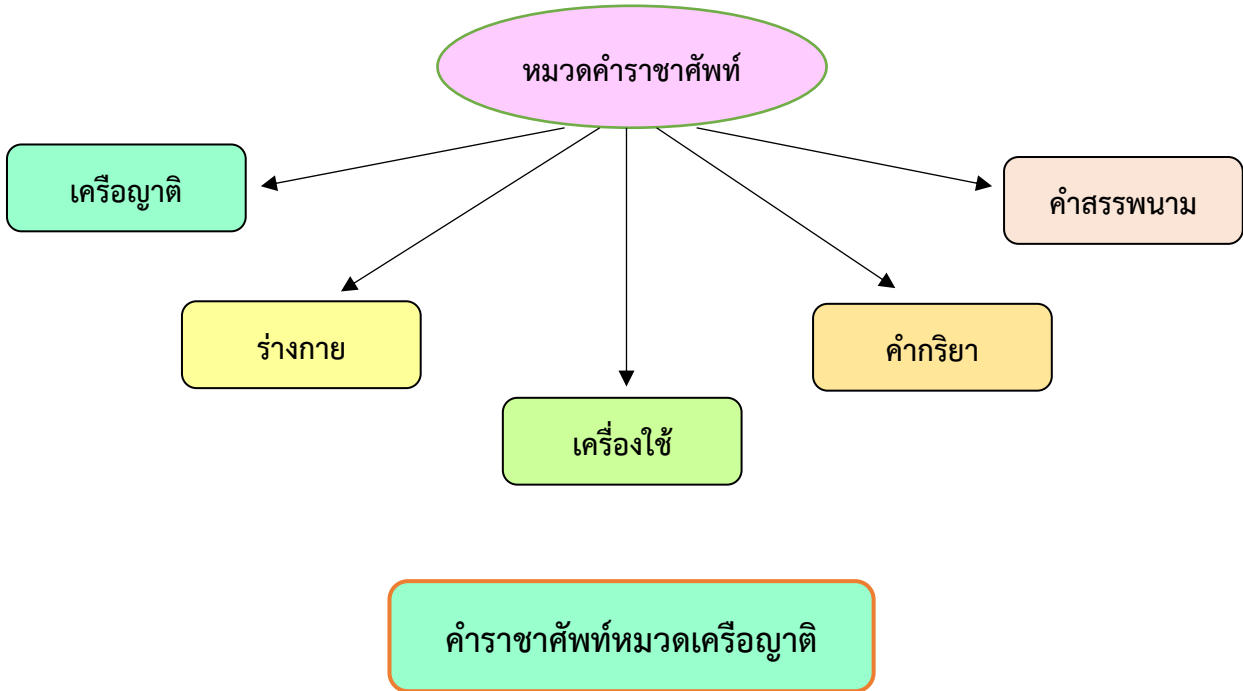 หมวดคำราชาศัพท์
เครือญาติ
คำสรรพนาม
ร่างกาย
คำกริยา
เครื่องใช้
คำราชาศัพท์หมวดเครือญาติ